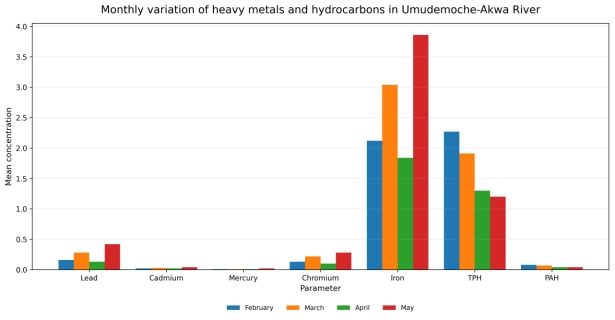 Monthly variation of heavy metals and hydrocarbons in Umudemoche-Akwa River
Mean concentration
4.0
3.5
3.0
2.5
2.0
1.5
1.0
0.5
0.0
Lead Cadmium Mercury Chromium Iron TPH PAH
Parameter
February March April May